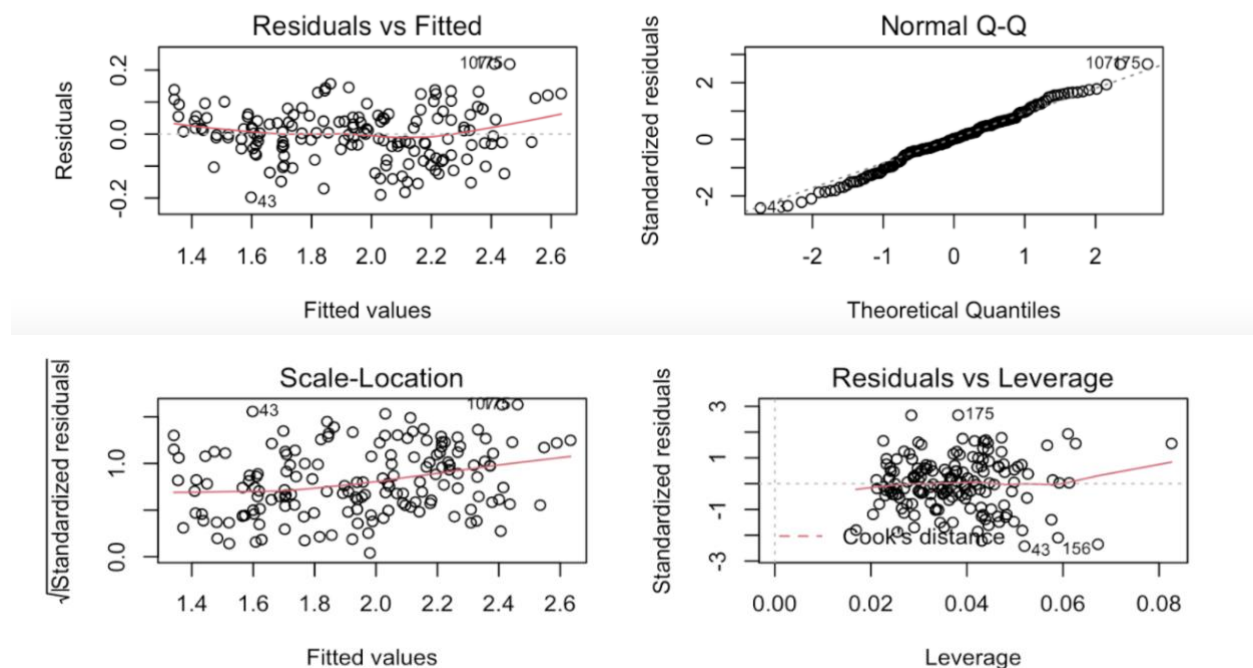 Residuals vs Fitted
Residuals
-0.2 0.0 0.2
175
43
1.4 1.6 1.8 2.0 2.2 2.4 2.6
Fitted values
Normal Q-Q
Standardized residuals
-2 0 2
107 175
43
-2 -1 0 1 2
Theoretical Quantiles
Scale-Location
√|Standardized residuals|
0.0 1.0
43
175
1.4 1.6 1.8 2.0 2.2 2.4 2.6
Fitted values
Residuals vs Leverage
Standardized residuals
-3 -1 1 3
175
Cook's distance
43 156
0.00 0.02 0.04 0.06 0.08
Leverage